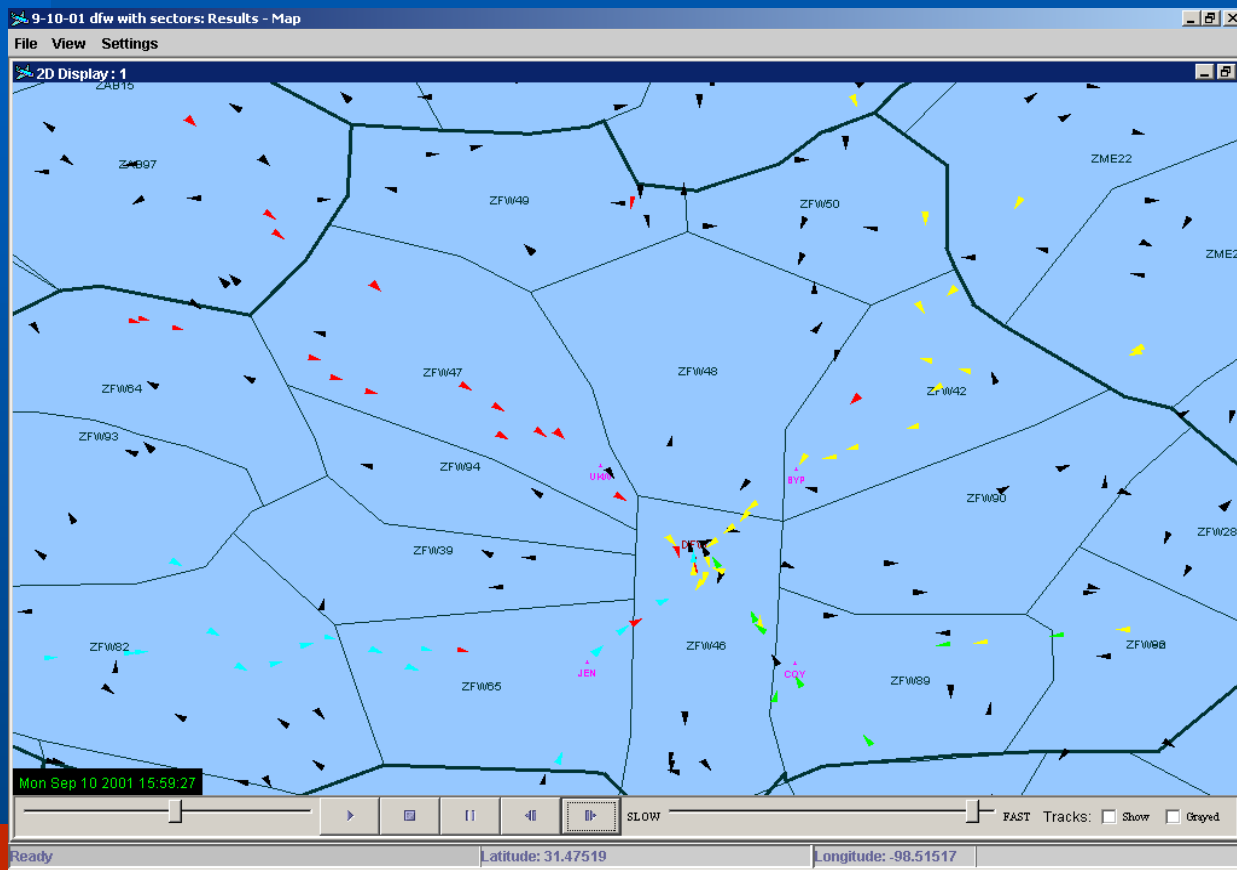 9-10-01 dfw with sectors: Results - Map
File View Settings
2D Display : 1
ZAB15
ZAB97
ZME22
ZFW49
ZFW50
ZFW64
ZFW47
ZFW48
ZFW42
ZFW93
ZFW94
UKW
BYP
ZFW90
ZFW28
ZFW39
ZFW82
ZFW46
JEN
CQY
ZFW65
ZFW89
Mon Sep 10 2001 15:59:27
SLOW
FAST Tracks: Show Grayed
Ready
Latitude: 31.47519
Longitude: -98.51517